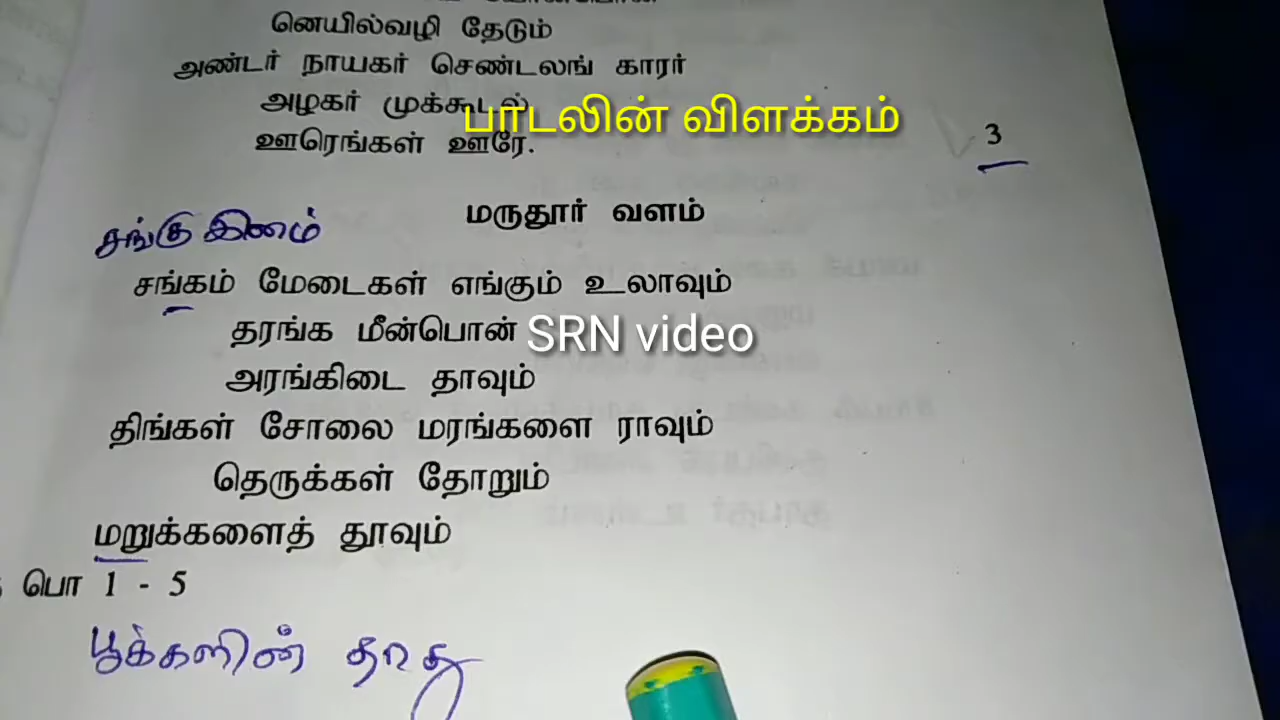 னெயில்வழி தேடும்
அண்டர் நாயகர் செண்டலங் காரர்
அழகர் முக்கூடல்
பாடலின் விளக்கம்
ஊரெங்கள் ஊரே.
3
மருதூர் வளம்
சங்கு இனம்
சங்கம் மேடைகள் எங்கும் உலாவும்
தரங்க மீன்பொன்
SRN video
அரங்கிடை தாவும்
திங்கள் சோலை மரங்களை ராவும்
தெருக்கள் தோறும்
மறுக்களைத் தூவும்
பொ 1 - 5
பூக்களின் தாது